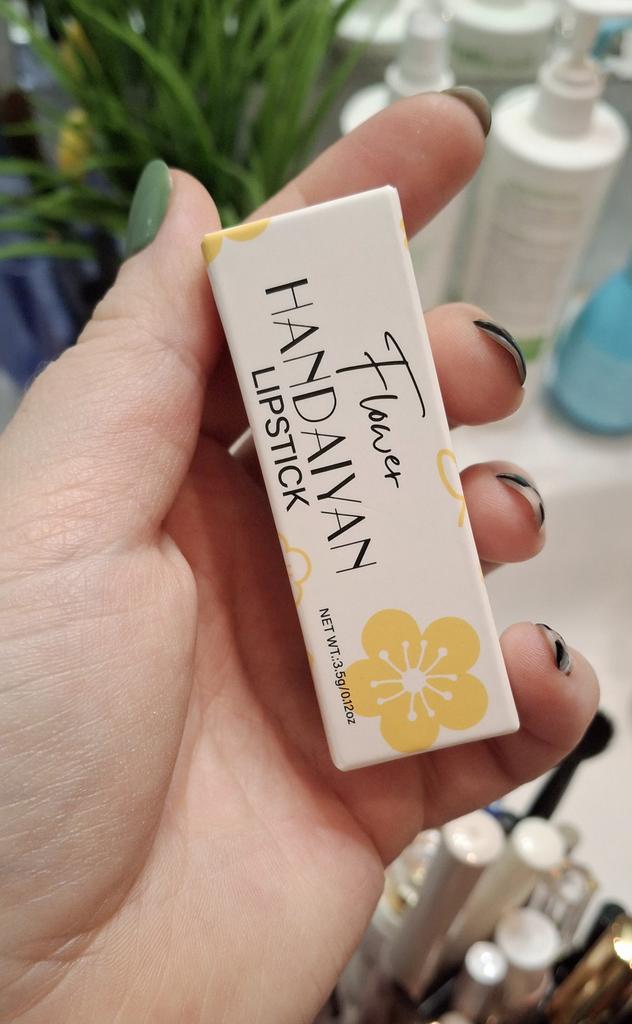 Flower
HANDAIYAN
LIPSTICK
NET WT.:3.5g/0.12oz